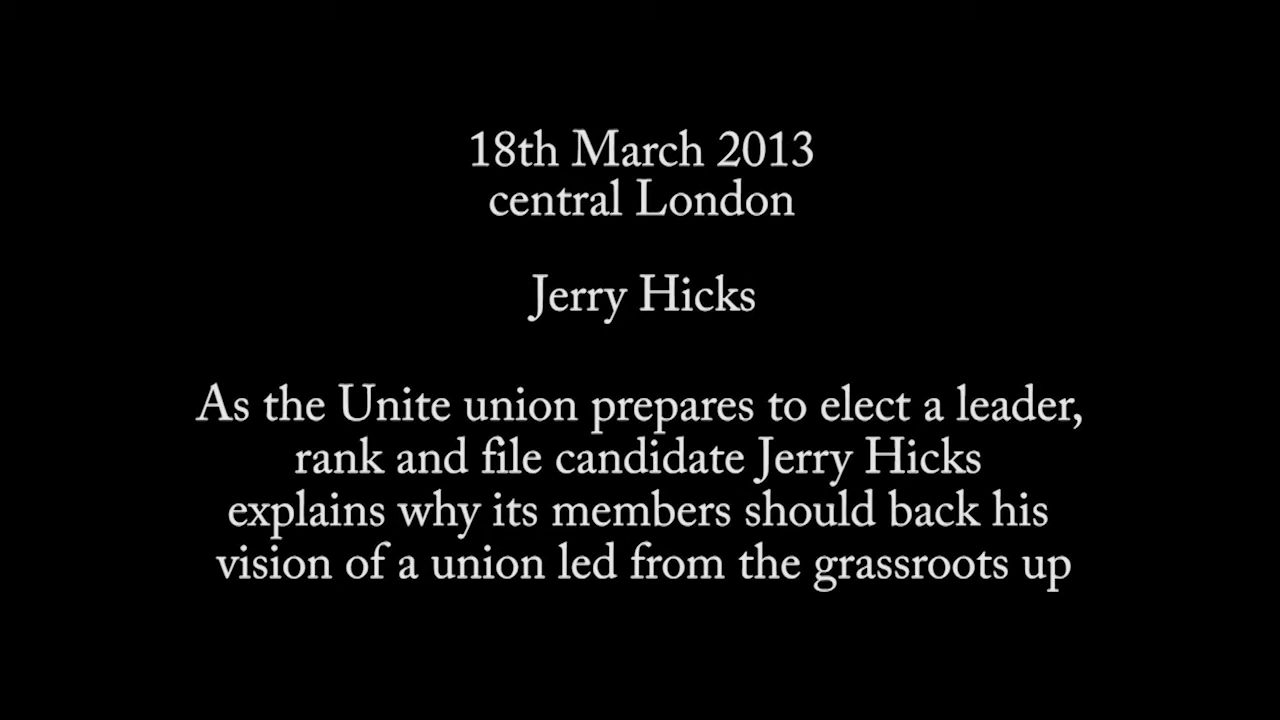 18th March 2013
central London
Jerry Hicks
As the Unite union prepares to elect a leader,
rank and file candidate Jerry Hicks
explains why its members should back his
vision of a union led from the grassroots up